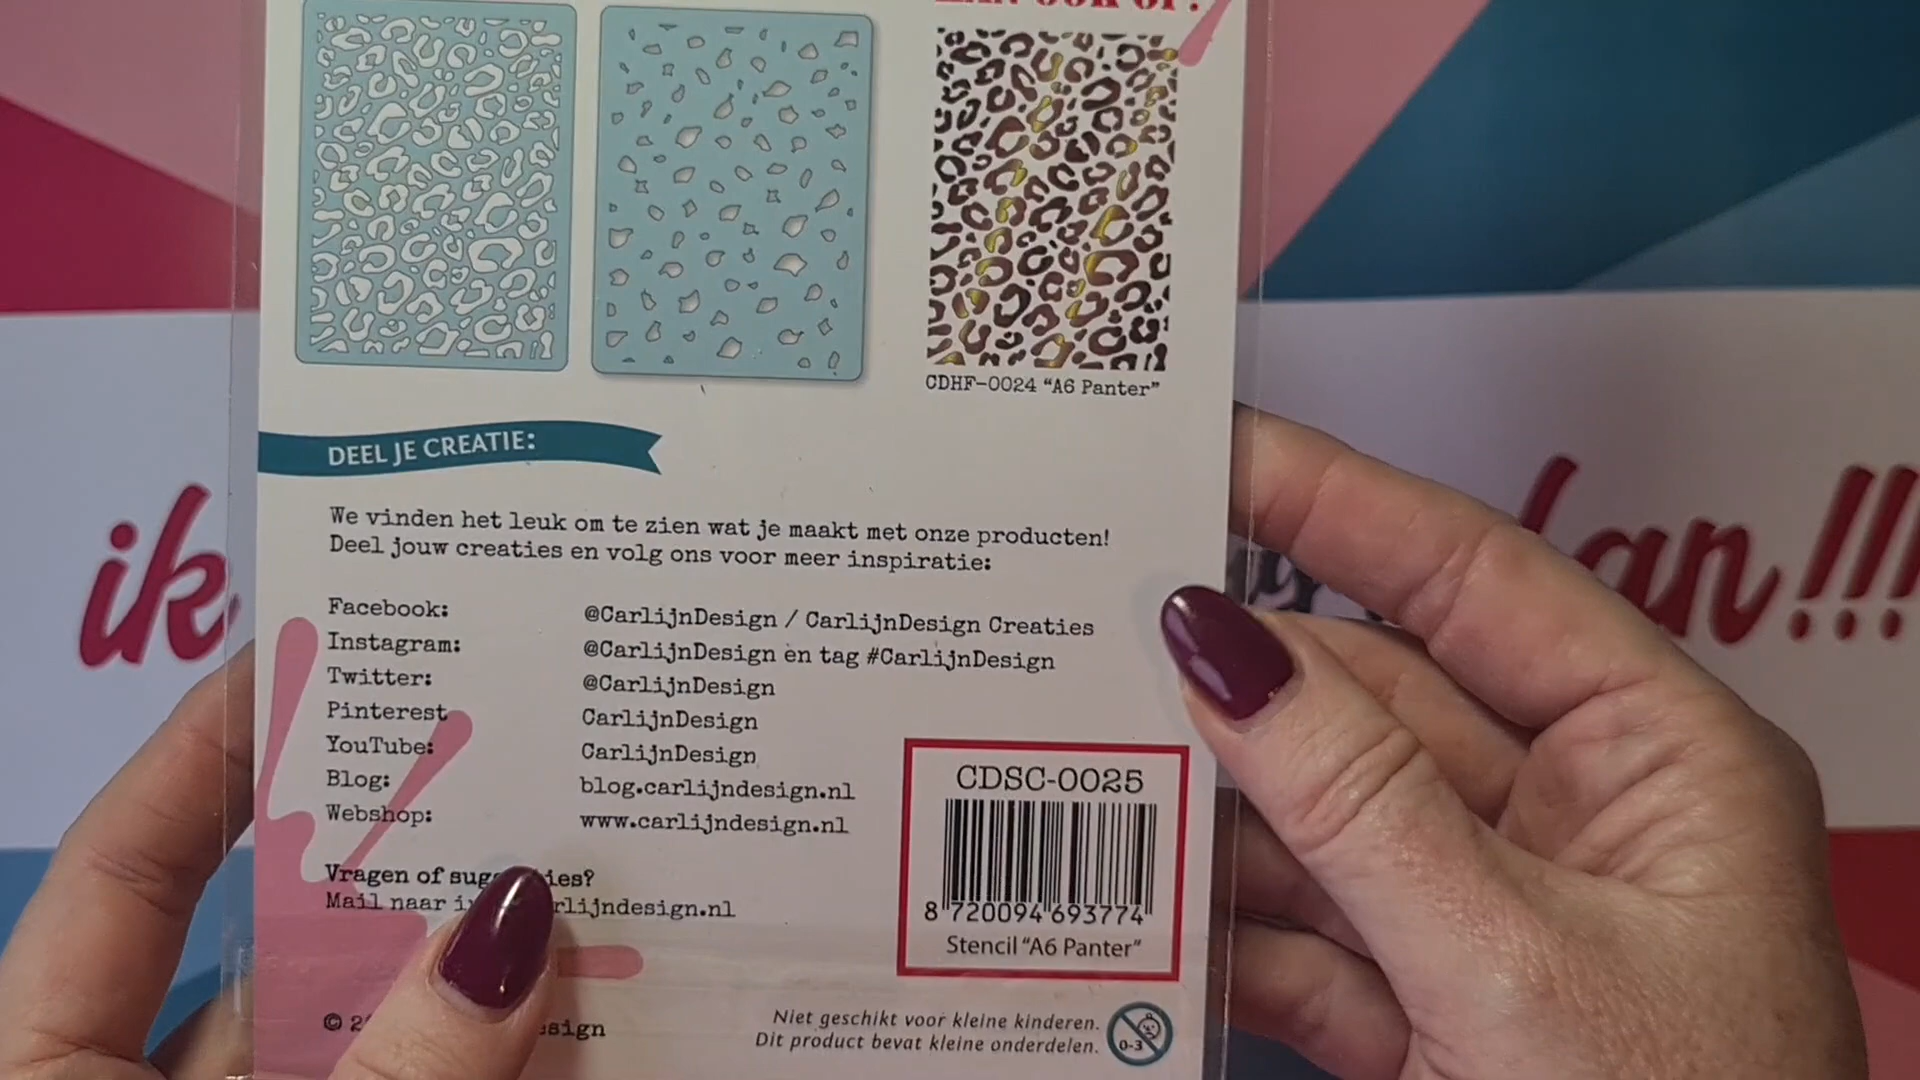 CDHF-0024 "A6 Panter"
DEEL JE CREATIE:
We vinden het leuk om te zien wat je maakt met onze producten!
Deel jouw creaties en volg ons voor meer inspiratie:
Facebook: @CarlijnDesign / CarlijnDesign Creaties
Instagram: @CarlijnDesign en tag #CarlijnDesign
Twitter: @CarlijnDesign
Pinterest CarlijnDesign
YouTube: CarlijnDesign
Blog: blog.carlijndesign.nl
Webshop: www.carlijndesign.nl
Vragen of
Mail naar
CDSC-0025
8 720094 693774
Stencil "A6 Panter"
©
Niet geschikt voor kleine kinderen.
Dit product bevat kleine onderdelen.
0-3
ik
!!!